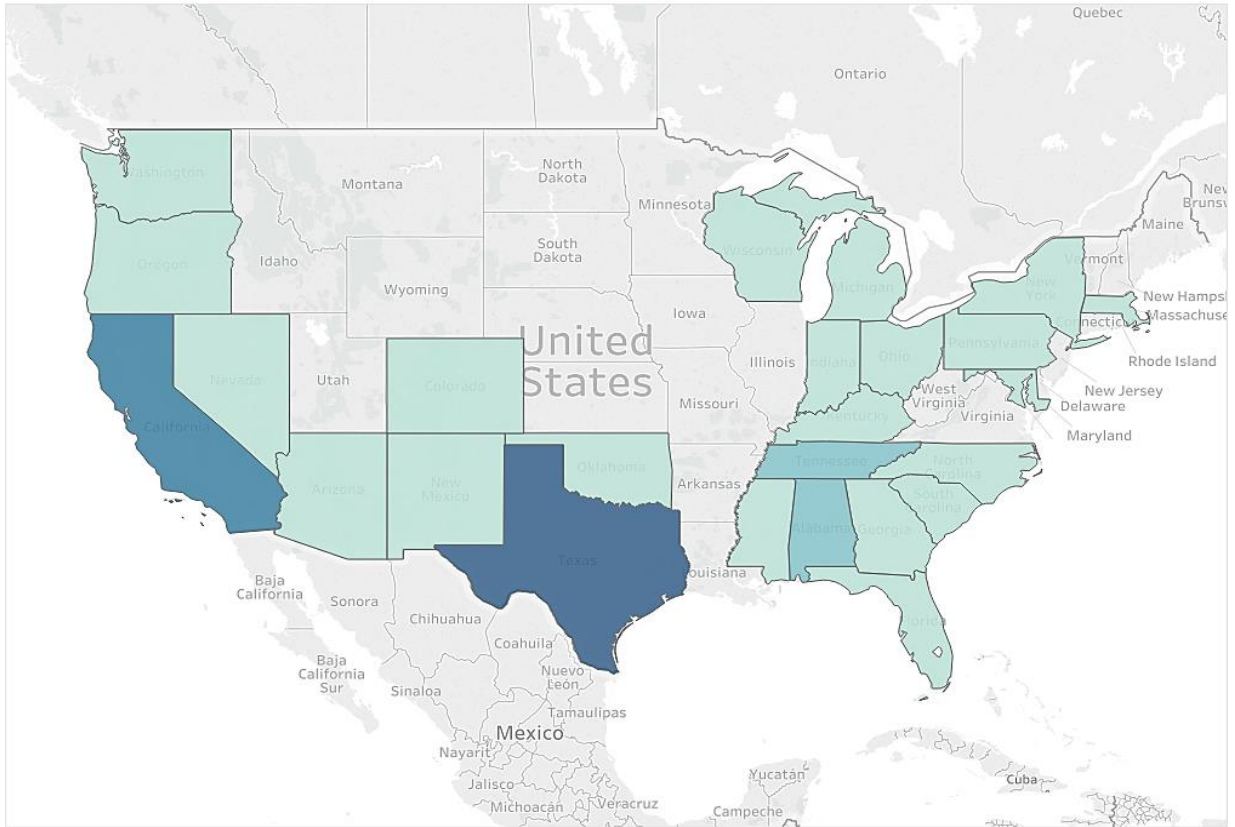 Quebec
Ontario
Washington
Montana
North
Dakota
Minnesota
Maine
New
Brunsw
Oregon
Idaho
South
Dakota
Wisconsin
Michigan
New
York
Vermont
Wyoming
Iowa
New Hampsl
Massachuse
Connecticu
Rhode Island
United
States
Nevada
Utah
Colorado
Illinois
Indiana
Ohio
Pennsylvania
New Jersey
Delaware
Maryland
West
Virginia
Virginia
Missouri
Kentucky
California
Arizona
New
Mexico
Oklahoma
Arkansas
Tennessee
North
Carolina
South
Carolina
Alabama
Georgia
Texas
Louisiana
Florida
Baja
California
Sonora
Chihuahua
Coahuila
Baja
California
Sur
Sinaloa
Nuevo
León
Tamaulipas
Mexico
Nayarit
Jalisco
Michoacán
Veracruz
Yucatán
Campeche
Cuba